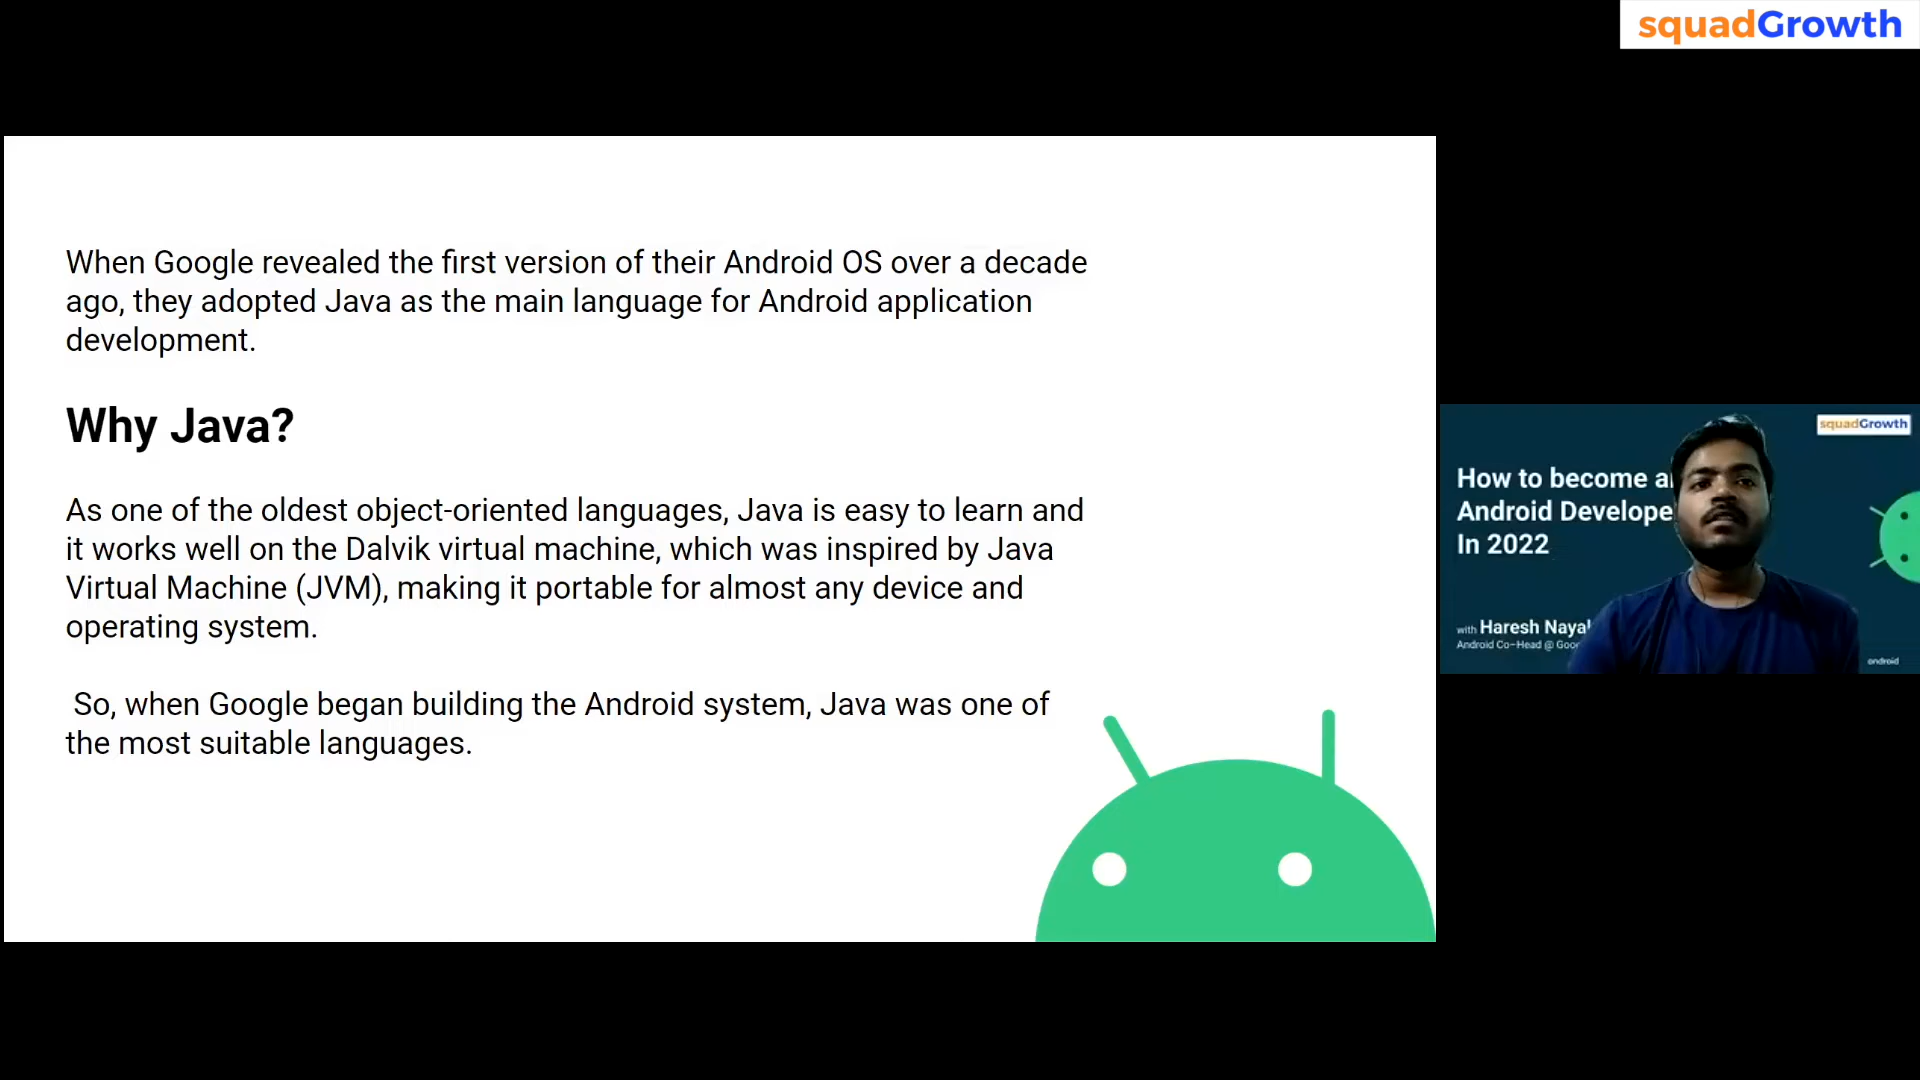 squadGrowth
When Google revealed the first version of their Android OS over a decade
ago, they adopted Java as the main language for Android application
development.
Why Java?
As one of the oldest object-oriented languages, Java is easy to learn and
it works well on the Dalvik virtual machine, which was inspired by Java
Virtual Machine (JVM), making it portable for almost any device and
operating system.
So, when Google began building the Android system, Java was one of
the most suitable languages.
squadGrowth
How to become
Android
In 2022
with Haresh
Android Co-Head @
android